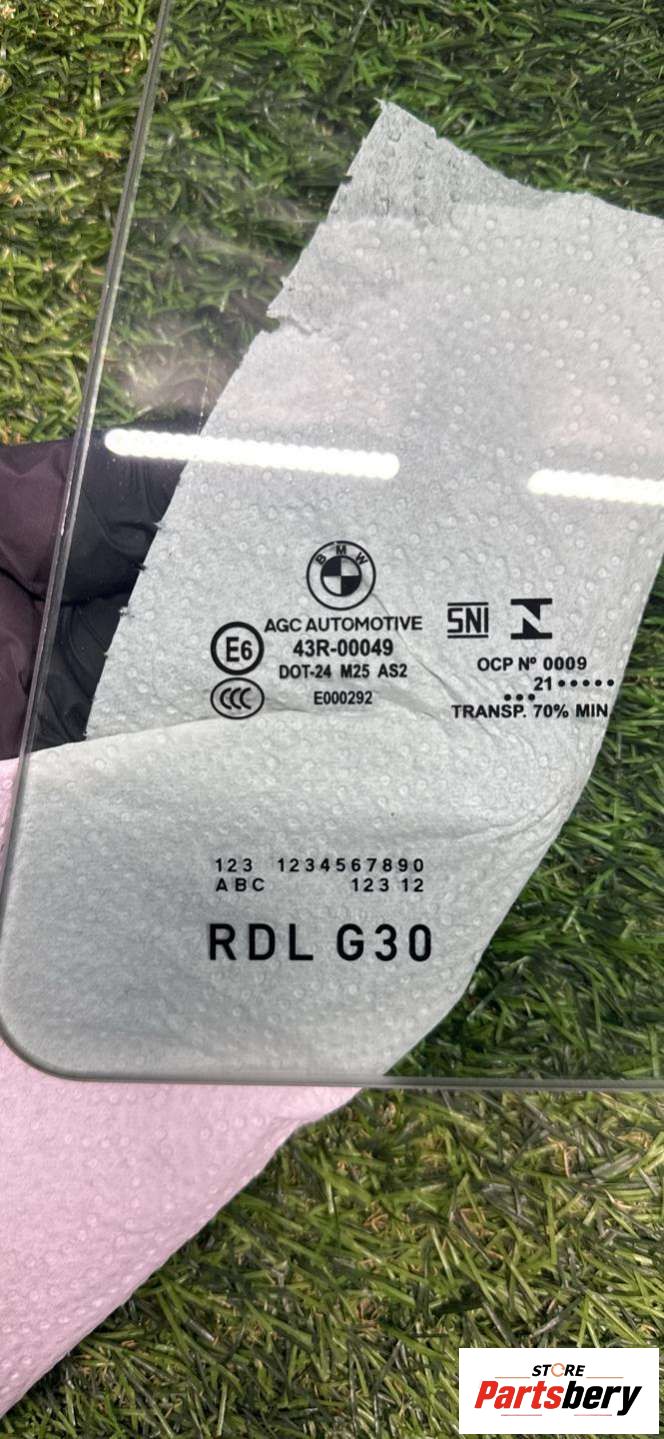 BMW
AGC AUTOMOTIVE
E6 43R-00049
DOT-24 M25 AS2
CCC E000292
SNI
OCP Nº 0009
21•••••
•••
TRANSP. 70% MIN
123 1234567890
ABC 123 12
RDL G30
STORE
Partsbery